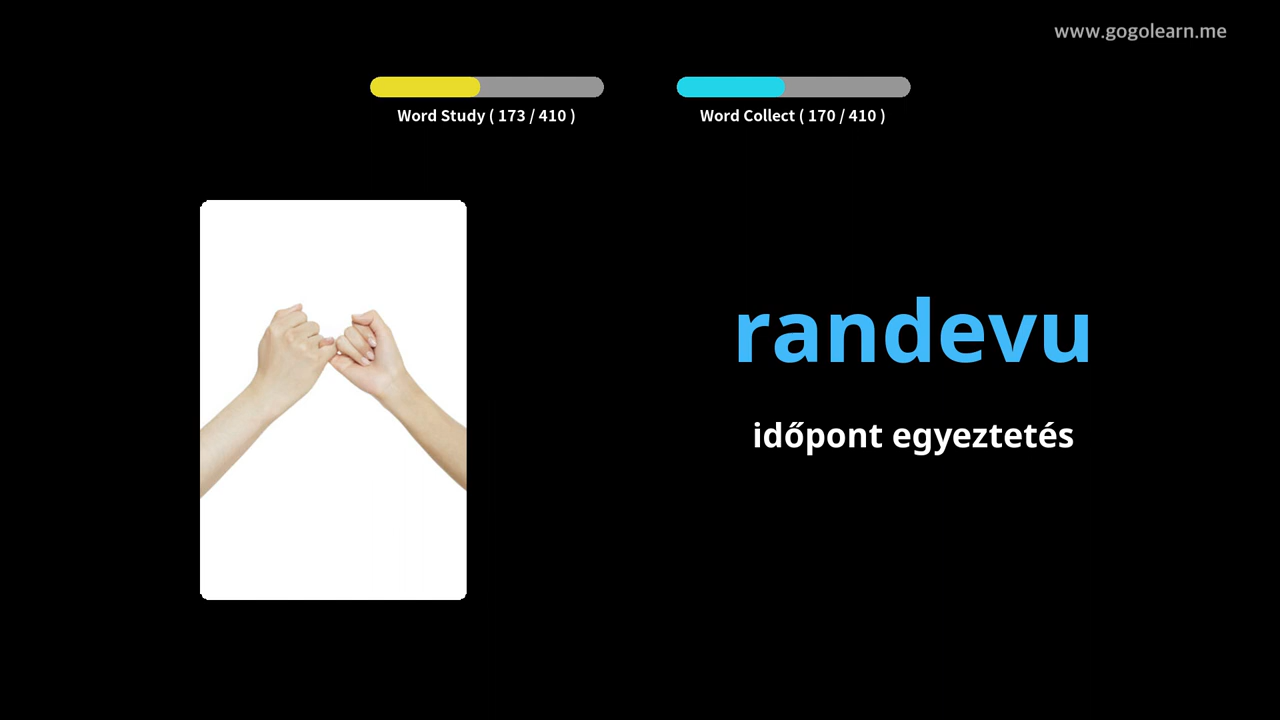 www.gogolearn.me
Word Study ( 173 / 410 )
Word Collect ( 170 / 410 )
randevu
időpont egyeztetés